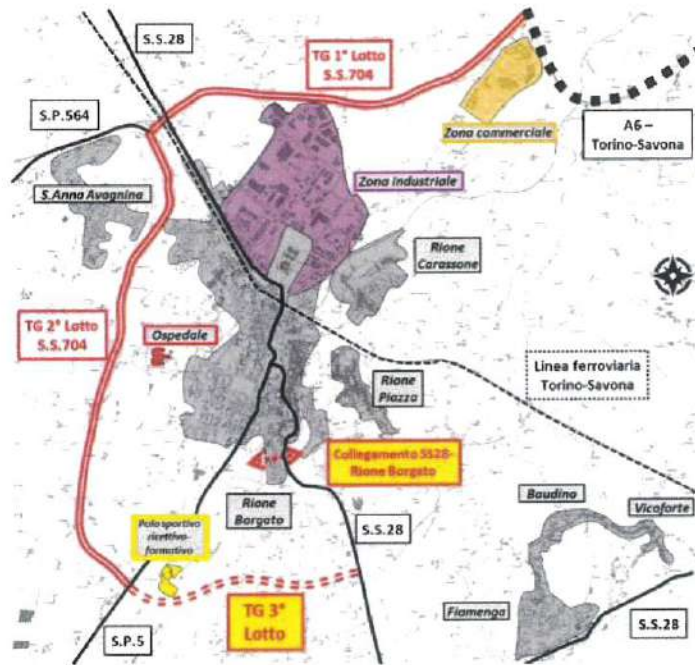 S.S.28
TG 1° Lotto
S.S.704
S.P.564
Zona commerciale
A6 –
Torino-Savona
S.Anna Avagnina
Zona industriale
Rione
Carassone
TG 2° Lotto
S.S.704
Ospedale
Linea ferroviaria
Torino-Savona
Rione
Piazza
Collegamento SS28-
Rione Borgato
Rione
Borgato
Baudino
Vicoforte
Polo sportivo
ricettivo-
formativo
S.S.28
TG 3°
Lotto
Fiamenga
S.P.5
S.S.28